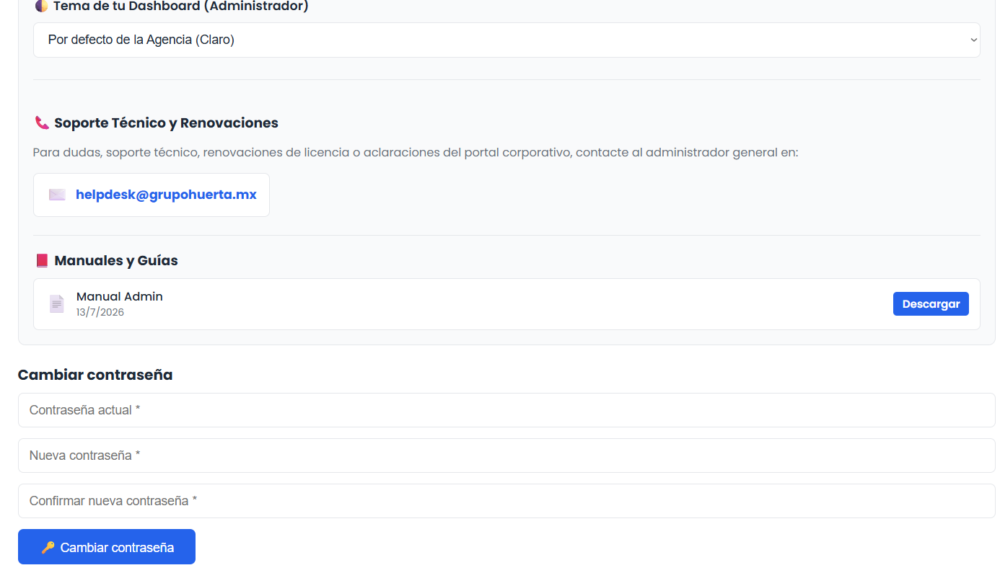 Tema de tu Dashboard (Administrador)
Por defecto de la Agencia (Claro)
Soporte Técnico y Renovaciones
Para dudas, soporte técnico, renovaciones de licencia o aclaraciones del portal corporativo, contacte al administrador general en:
helpdesk@grupohuerta.mx
Manuales y Guías
Manual Admin
13/7/2026
Descargar
Cambiar contraseña
Contraseña actual *
Nueva contraseña *
Confirmar nueva contraseña *
Cambiar contraseña